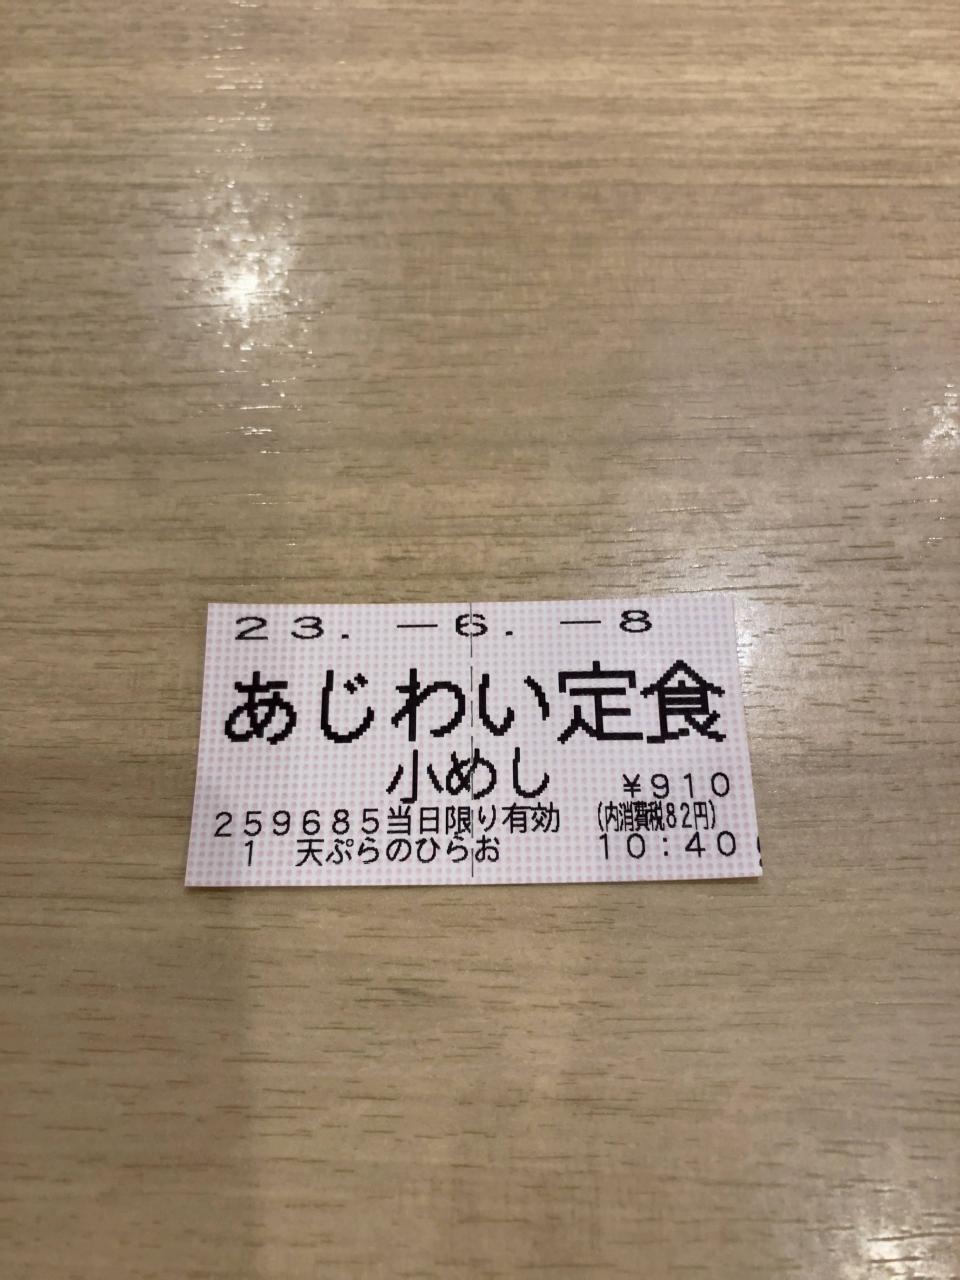 23.－6.－8
あじわい定食
小めし
¥910
259685当日限り有効 (内消費税82円)
1 天ぷらのひらお 10:40